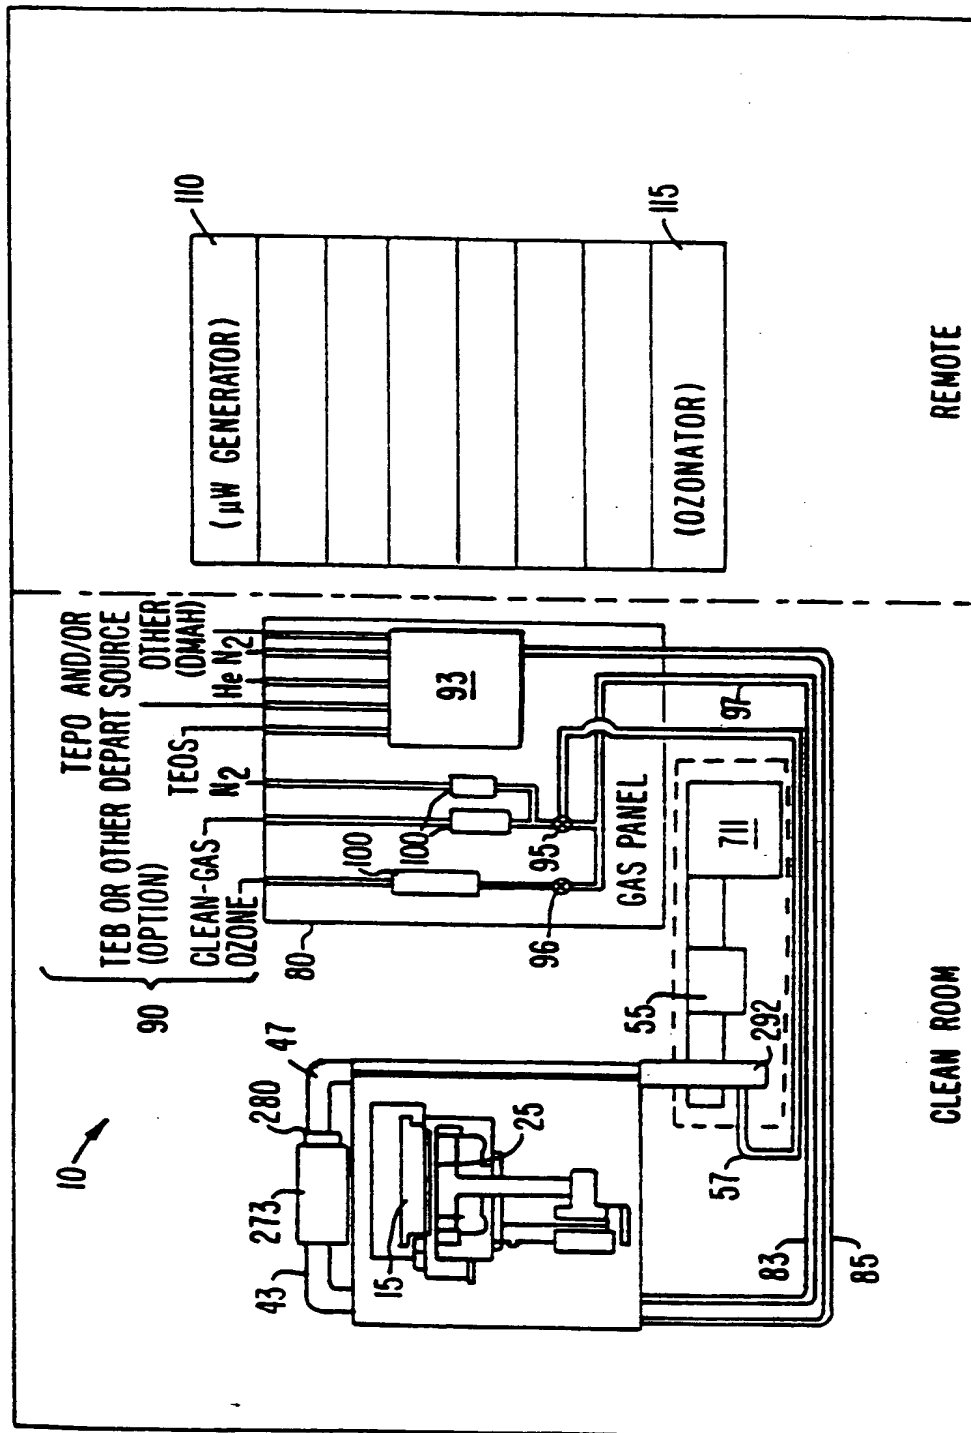 10
90
TEPO AND/OR
TEB OR OTHER DEPART SOURCE
(OPTION)
OTHER
(DMAH)
He N2
TEOS
N2
CLEAN-GAS
OZONE
80
100
100
93
95
96
GAS PANEL
97
47
280
273
43
15
25
55
711
292
57
83
85
CLEAN ROOM
110
(µW GENERATOR)
(OZONATOR)
115
REMOTE